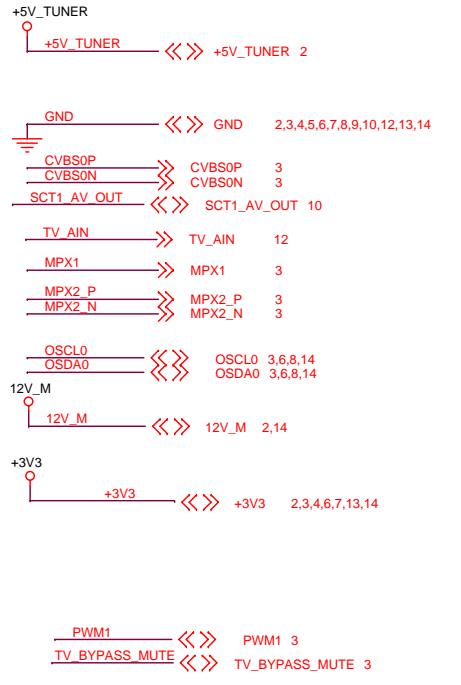 +5V_TUNER
+5V_TUNER +5V_TUNER 2
GND GND 2,3,4,5,6,7,8,9,10,12,13,14
CVBS0P CVBS0P 3
CVBS0N CVBS0N 3
SCT1_AV_OUT SCT1_AV_OUT 10
TV_AIN TV_AIN 12
MPX1 MPX1 3
MPX2_P MPX2_P 3
MPX2_N MPX2_N 3
OSCL0 OSCL0 3,6,8,14
OSDA0 OSDA0 3,6,8,14
12V_M
12V_M 12V_M 2,14
+3V3
+3V3 +3V3 2,3,4,6,7,13,14
PWM1 PWM1 3
TV_BYPASS_MUTE TV_BYPASS_MUTE 3